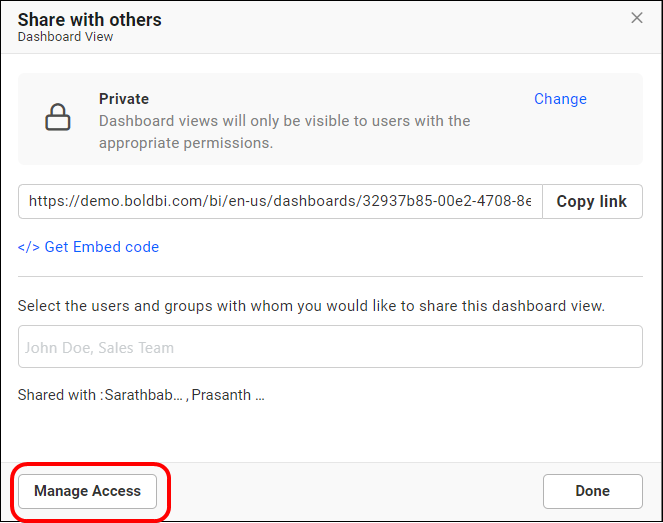 Share with others
Dashboard View
Private
Change
Dashboard views will only be visible to users with the
appropriate permissions.
https://demo.boldbi.com/bi/en-us/dashboards/32937b85-00e2-4708-8e
Copy link
</> Get Embed code
Select the users and groups with whom you would like to share this dashboard view.
John Doe, Sales Team
Shared with :Sarathbab... , Prasanth ...
Manage Access
Done